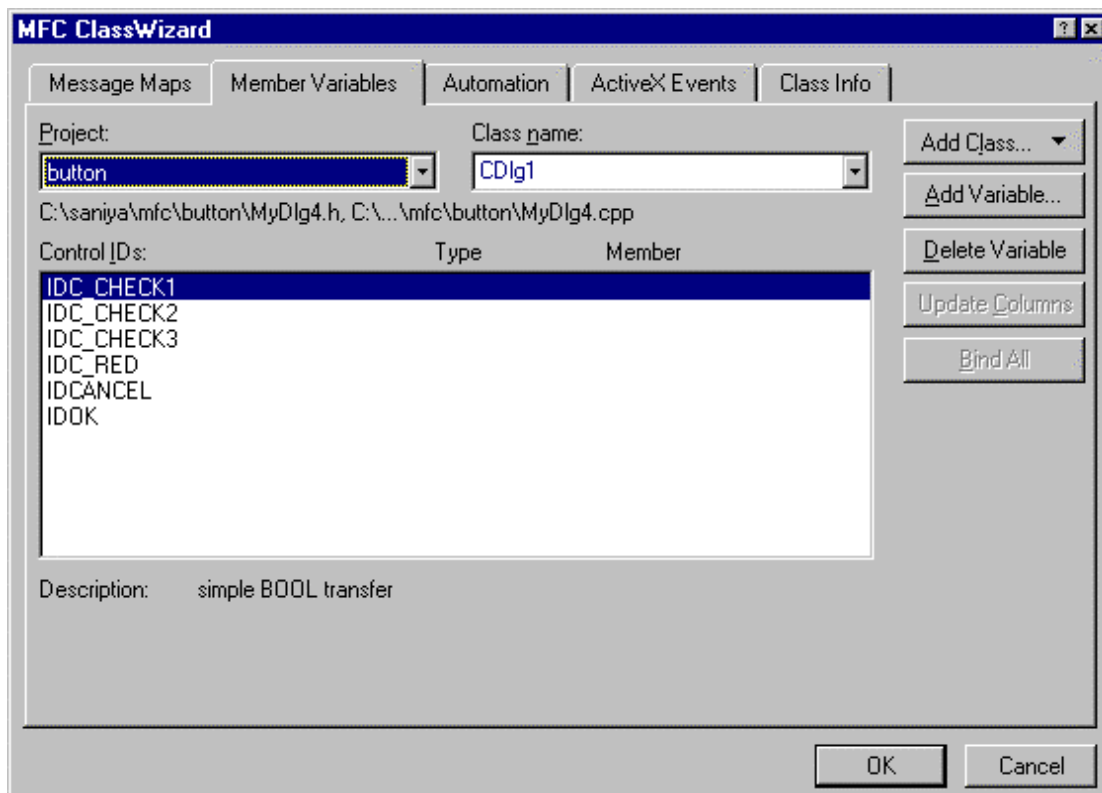 MFC ClassWizard
Message Maps Member Variables Automation ActiveX Events Class Info
Project: Class name:
button CDlg1
C:\saniya\mfc\button\MyDlg4.h, C:\...\mfc\button\MyDlg4.cpp
Control IDs: Type Member
IDC_CHECK1
IDC_CHECK2
IDC_CHECK3
IDC_RED
IDCANCEL
IDOK
Description: simple BOOL transfer
Add Class...
Add Variable...
Delete Variable
Update Columns
Bind All
OK Cancel